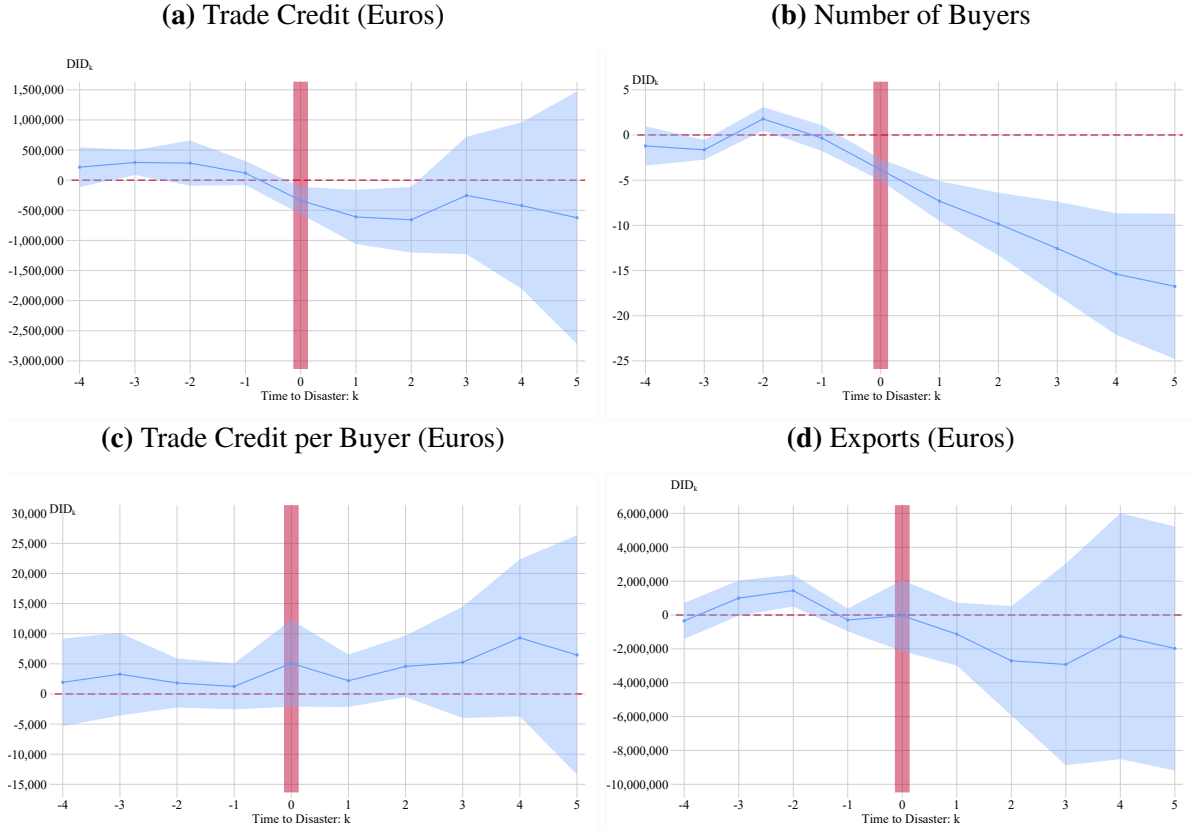 (a) Trade Credit (Euros)
DID_k
1,500,000
1,000,000
500,000
0
-500,000
-1,000,000
-1,500,000
-2,000,000
-2,500,000
-3,000,000
-4 -3 -2 -1 0 1 2 3 4 5
Time to Disaster: k
(b) Number of Buyers
DID_k
5
0
-5
-10
-15
-20
-25
-4 -3 -2 -1 0 1 2 3 4 5
Time to Disaster: k
(c) Trade Credit per Buyer (Euros)
DID_k
30,000
25,000
20,000
15,000
10,000
5,000
0
-5,000
-10,000
-15,000
-4 -3 -2 -1 0 1 2 3 4 5
Time to Disaster: k
(d) Exports (Euros)
DID_k
6,000,000
4,000,000
2,000,000
0
-2,000,000
-4,000,000
-6,000,000
-8,000,000
-10,000,000
-4 -3 -2 -1 0 1 2 3 4 5
Time to Disaster: k